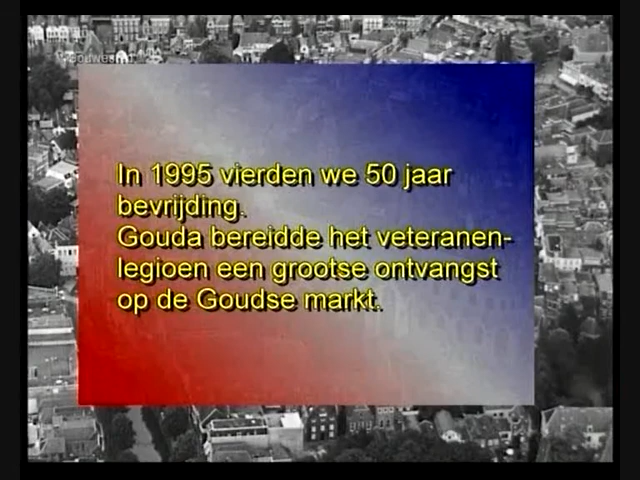 In 1995 vierden we 50 jaar
bevrijding.
Gouda bereidde het veteranen-
legioen een grootse ontvangst
op de Goudse markt.